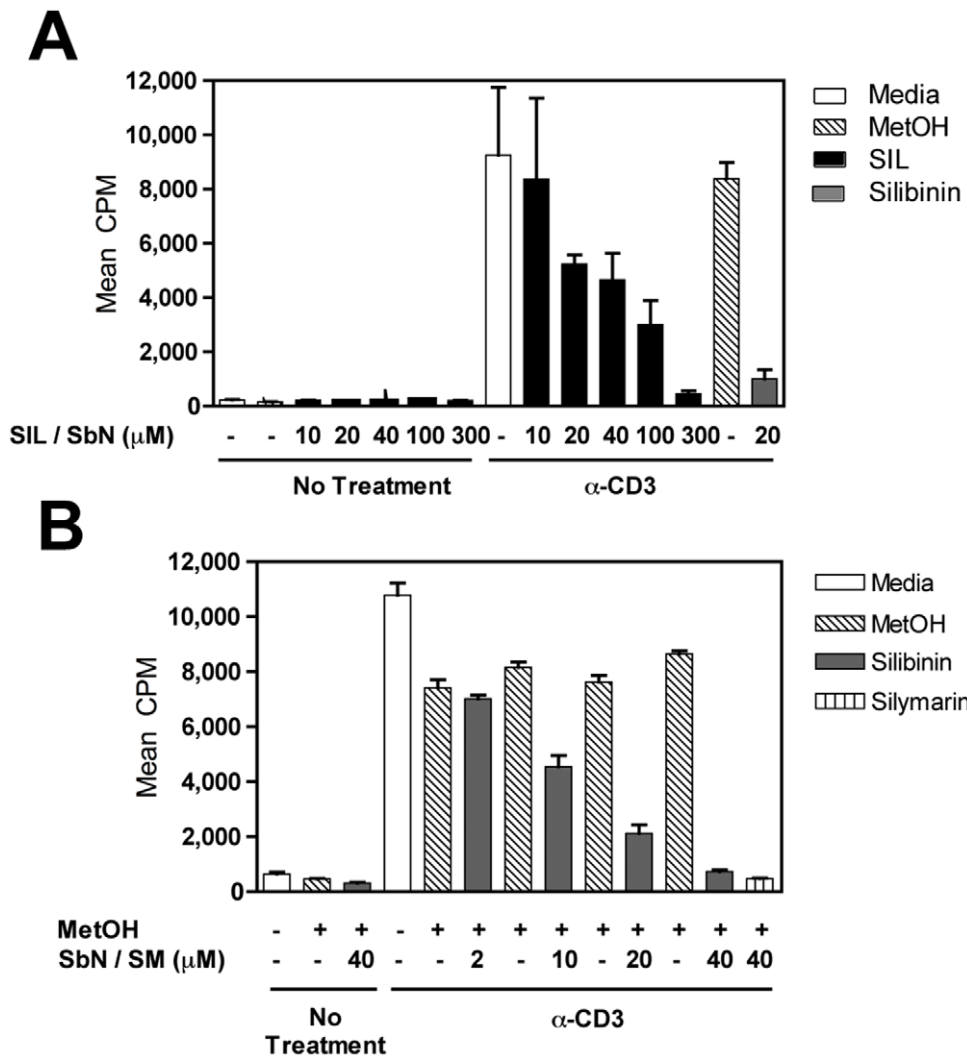 A
12,000
10,000
8,000
6,000
4,000
2,000
0
Mean CPM
Media
MetOH
SIL
Silibinin
SIL / SbN (μM) - - 10 20 40 100 300 - 10 20 40 100 300 - 20
No Treatment α-CD3
B
12,000
10,000
8,000
6,000
4,000
2,000
0
Mean CPM
Media
MetOH
Silibinin
Silymarin
MetOH - + + - + + + + + + + + +
SbN / SM (μM) - - 40 - - 2 - 10 - 20 - 40 40
No α-CD3
Treatment